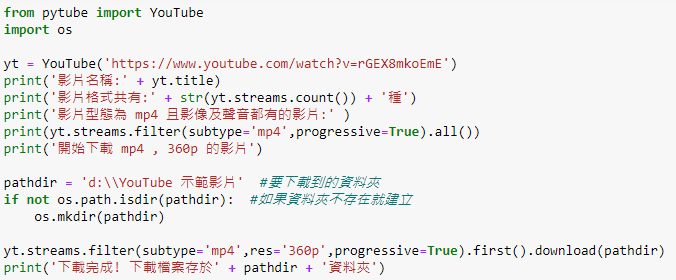 from pytube import YouTube
import os
yt = YouTube('https://www.youtube.com/watch?v=rGEX8mkoEmE')
print('影片名稱:' + yt.title)
print('影片格式共有:' + str(yt.streams.count()) + '種')
print('影片型態為 mp4 且影像及聲音都有的影片:' )
print(yt.streams.filter(subtype='mp4',progressive=True).all())
print('開始下載 mp4 , 360p 的影片')
pathdir = 'd:\\YouTube 示範影片'  #要下載到的資料夾
if not os.path.isdir(pathdir):  #如果資料夾不存在就建立
    os.mkdir(pathdir)
yt.streams.filter(subtype='mp4',res='360p',progressive=True).first().download(pathdir)
print('下載完成! 下載檔案存於' + pathdir + '資料夾')